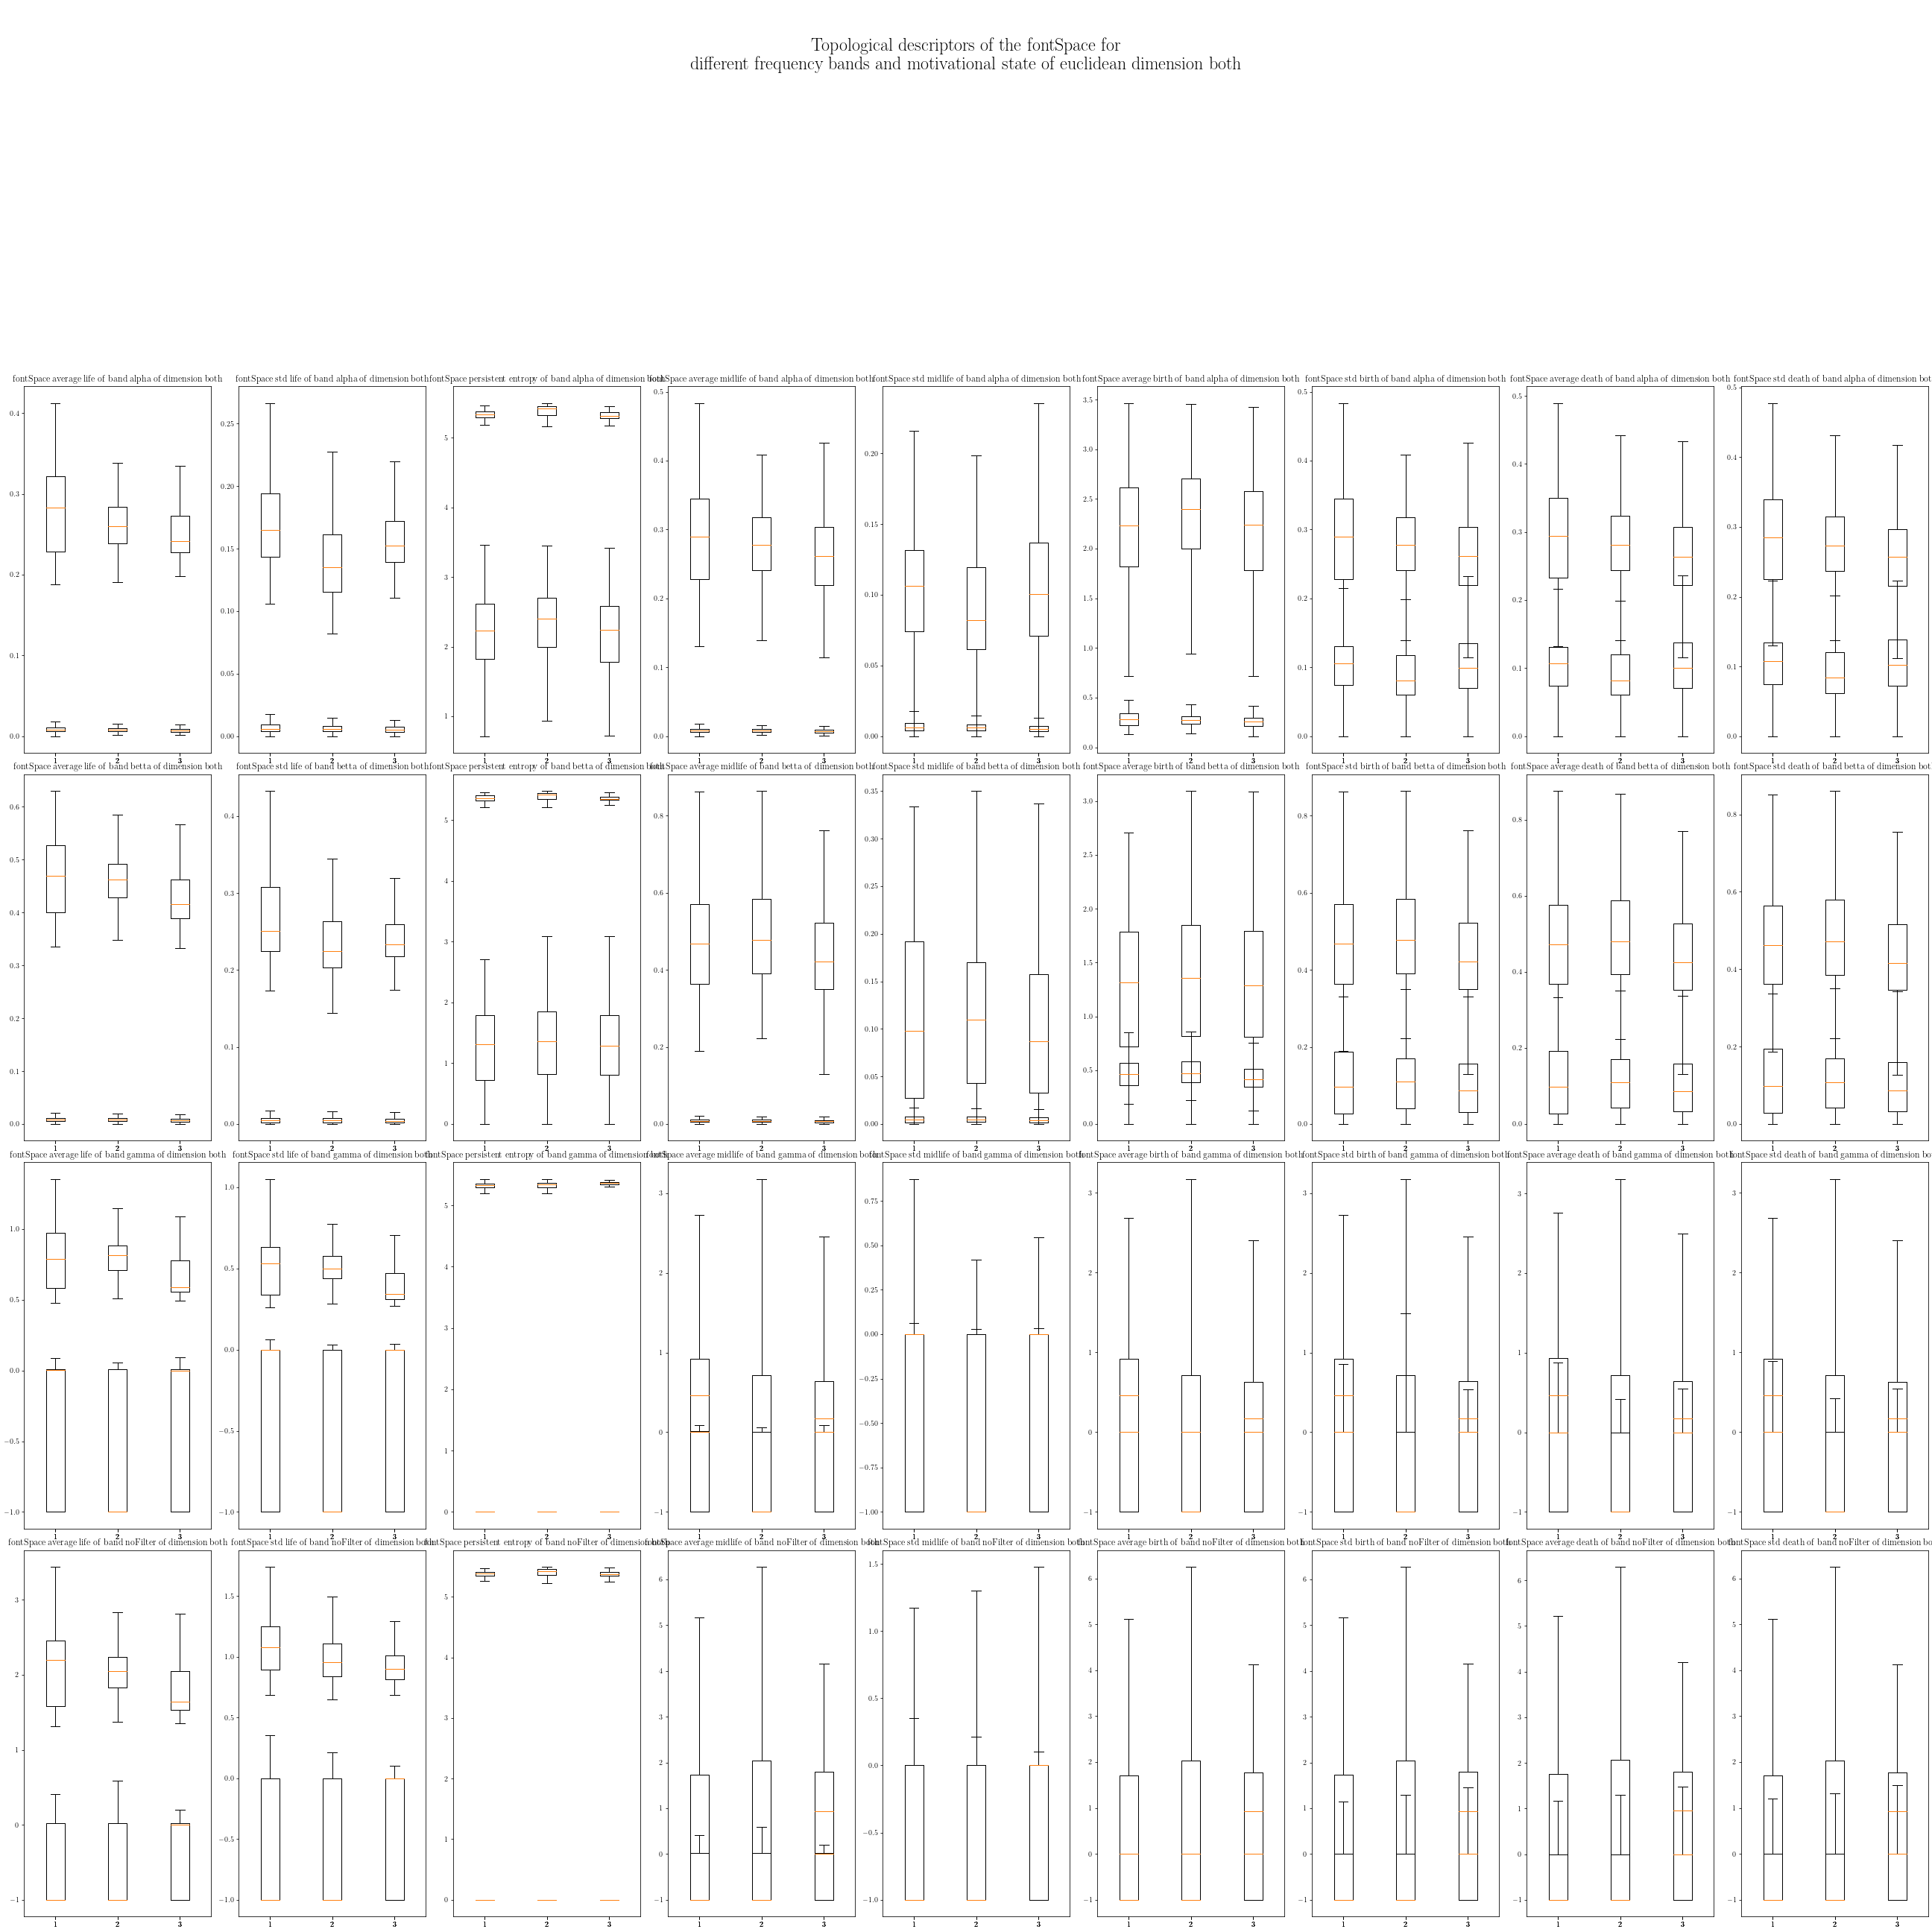 Topological descriptors of the fontSpace for
different frequency bands and motivational state of euclidean dimension both
fontSpace average life of band alpha of dimension both
fontSpace std life of band alpha of dimension both
fontSpace persistent entropy of band alpha of dimension both
fontSpace average midlife of band alpha of dimension both
fontSpace std midlife of band alpha of dimension both
fontSpace average birth of band alpha of dimension both
fontSpace std birth of band alpha of dimension both
fontSpace average death of band alpha of dimension both
fontSpace std death of band alpha of dimension bot
fontSpace average life of band betta of dimension both
fontSpace std life of band betta of dimension both
fontSpace persistent entropy of band betta of dimension both
fontSpace average midlife of band betta of dimension both
fontSpace std midlife of band betta of dimension both
fontSpace average birth of band betta of dimension both
fontSpace std birth of band betta of dimension both
fontSpace average death of band betta of dimension both
fontSpace std death of band betta of dimension bot
fontSpace average life of band gamma of dimension both
fontSpace std life of band gamma of dimension both
fontSpace persistent entropy of band gamma of dimension both
fontSpace average midlife of band gamma of dimension both
fontSpace std midlife of band gamma of dimension both
fontSpace average birth of band gamma of dimension both
fontSpace std birth of band gamma of dimension both
fontSpace average death of band gamma of dimension both
fontSpace std death of band gamma of dimension bo
fontSpace average life of band noFilter of dimension both
fontSpace std life of band noFilter of dimension both
fontSpace persistent entropy of band noFilter of dimension both
fontSpace average midlife of band noFilter of dimension both
fontSpace std midlife of band noFilter of dimension both
fontSpace average birth of band noFilter of dimension both
fontSpace std birth of band noFilter of dimension both
fontSpace average death of band noFilter of dimension both
fontSpace std death of band noFilter of dimension bo